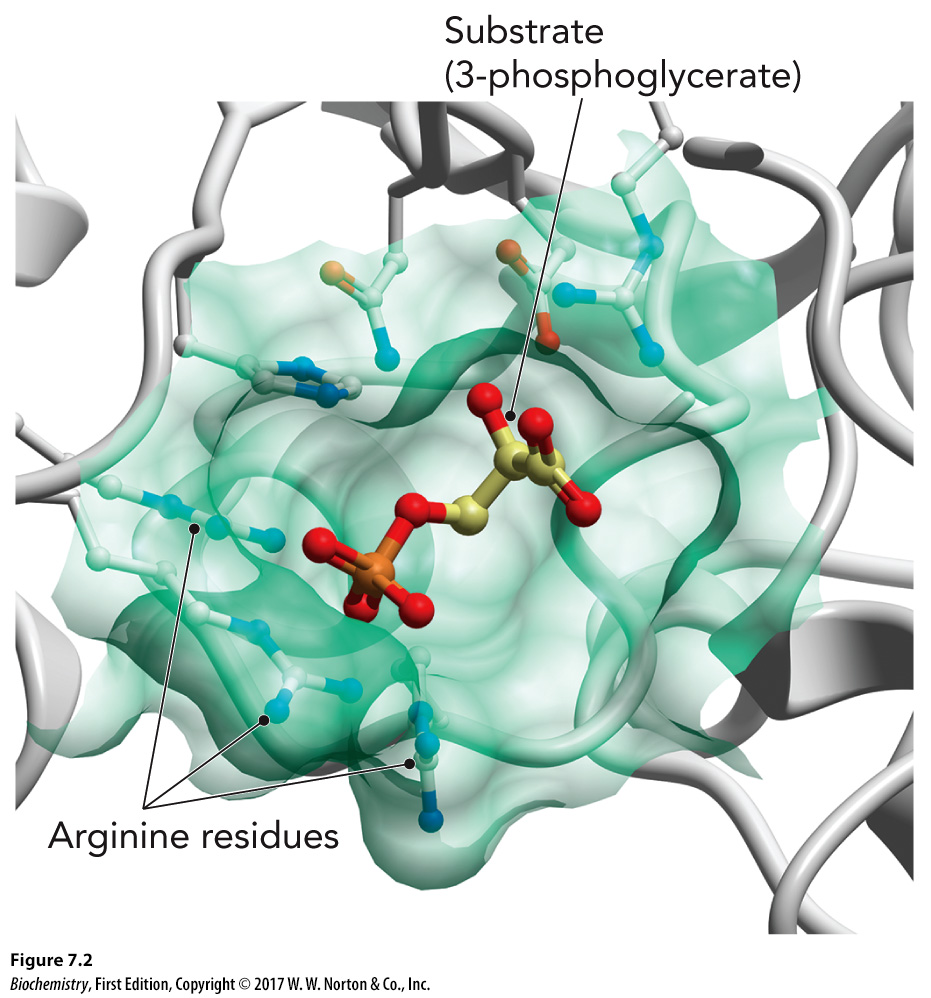 Substrate
(3-phosphoglycerate)
Arginine residues
Figure 7.2
Biochemistry, First Edition, Copyright © 2017 W. W. Norton & Co., Inc.